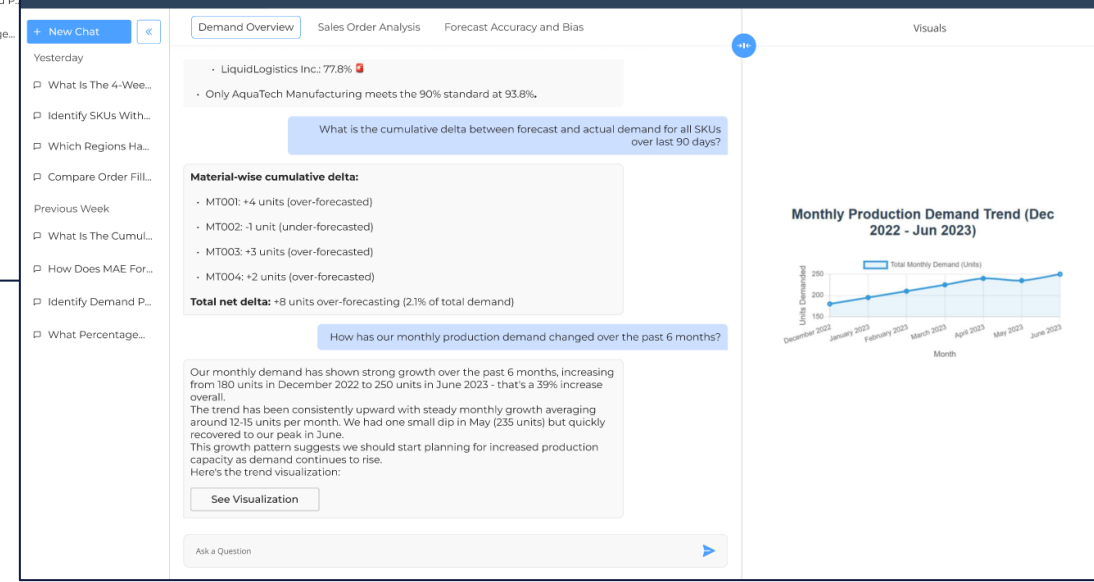 ge...
+ New Chat
«
Yesterday
What Is The 4-Wee...
Identify SKUs With...
Which Regions Ha...
Compare Order Fill...
Previous Week
What Is The Cumul...
How Does MAE For...
Identify Demand P...
What Percentage...
Demand Overview Sales Order Analysis Forecast Accuracy and Bias
• LiquidLogistics Inc.: 77.8% 🚨
• Only AquaTech Manufacturing meets the 90% standard at 93.8%.
What is the cumulative delta between forecast and actual demand for all SKUs
over last 90 days?
Material-wise cumulative delta:
• MT001: +4 units (over-forecasted)
• MT002: -1 unit (under-forecasted)
• MT003: +3 units (over-forecasted)
• MT004: +2 units (over-forecasted)
Total net delta: +8 units over-forecasting (2.1% of total demand)
How has our monthly production demand changed over the past 6 months?
Our monthly demand has shown strong growth over the past 6 months, increasing
from 180 units in December 2022 to 250 units in June 2023 - that's a 39% increase
overall.
The trend has been consistently upward with steady monthly growth averaging
around 12-15 units per month. We had one small dip in May (235 units) but quickly
recovered to our peak in June.
This growth pattern suggests we should start planning for increased production
capacity as demand continues to rise.
Here's the trend visualization:
See Visualization
Ask a Question
Visuals
Monthly Production Demand Trend (Dec
2022 - Jun 2023)
Total Monthly Demand (Units)
Units Demanded
250
200
150
December 2022 January 2023 February 2023 March 2023 April 2023 May 2023 June 2023
Month